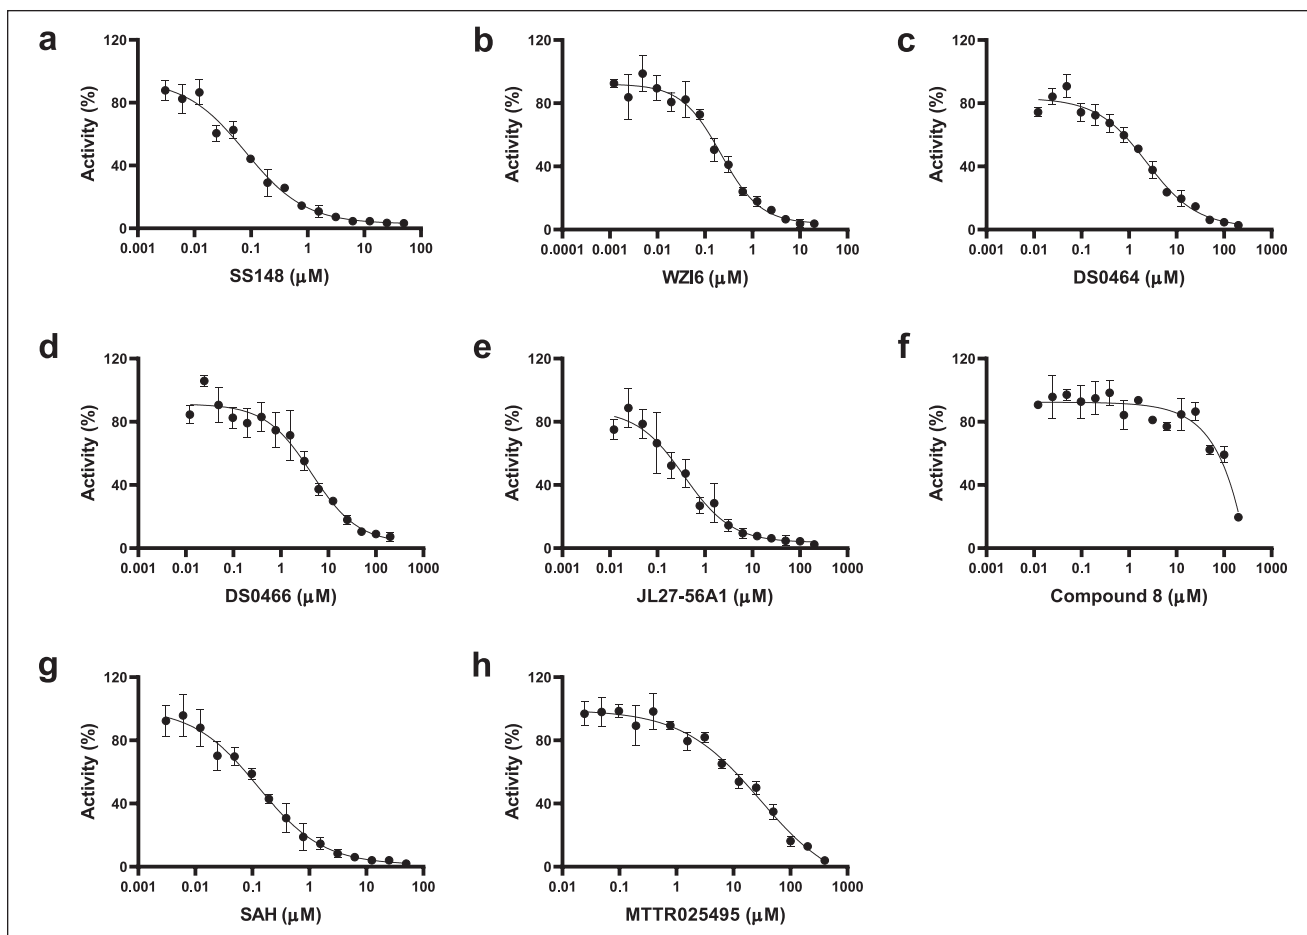 a
120
80
40
0
Activity (%)
0.001 0.01 0.1 1 10 100
SS148 (μM)
b
120
80
40
0
Activity (%)
0.0001 0.001 0.01 0.1 1 10 100
WZI6 (μM)
c
120
80
40
0
Activity (%)
0.001 0.01 0.1 1 10 100 1000
DS0464 (μM)
d
120
80
40
0
Activity (%)
0.001 0.01 0.1 1 10 100 1000
DS0466 (μM)
e
120
80
40
0
Activity (%)
0.001 0.01 0.1 1 10 100 1000
JL27-56A1 (μM)
f
120
80
40
0
Activity (%)
0.001 0.01 0.1 1 10 100 1000
Compound 8 (μM)
g
120
80
40
0
Activity (%)
0.001 0.01 0.1 1 10 100
SAH (μM)
h
120
80
40
0
Activity (%)
0.01 0.1 1 10 100 1000
MTTR025495 (μM)